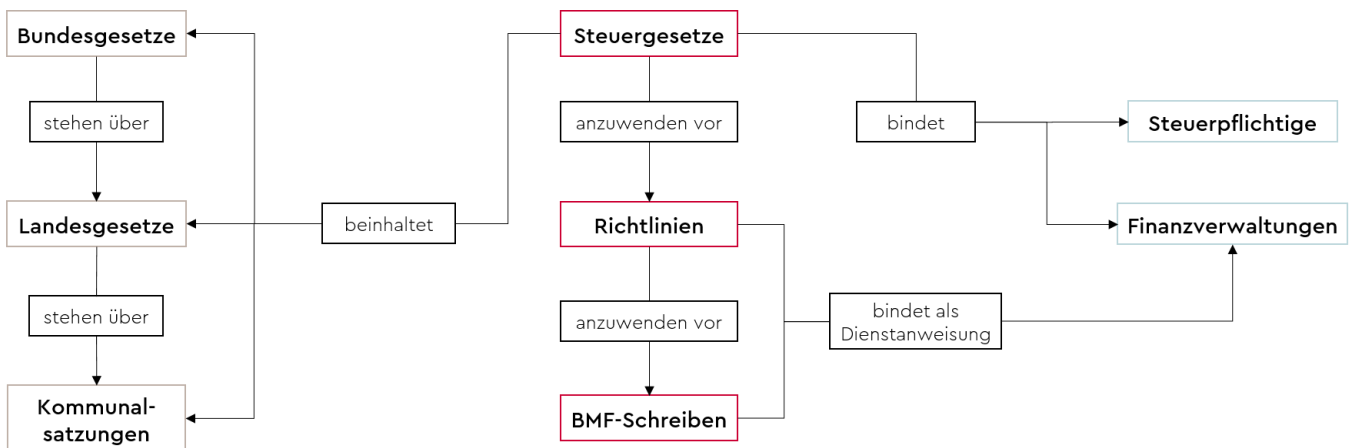 Bundesgesetze
stehen über
Landesgesetze
stehen über
Kommunal-
satzungen
beinhaltet
Steuergesetze
anzuwenden vor
Richtlinien
anzuwenden vor
BMF-Schreiben
bindet
bindet als
Dienstanweisung
Steuerpflichtige
Finanzverwaltungen